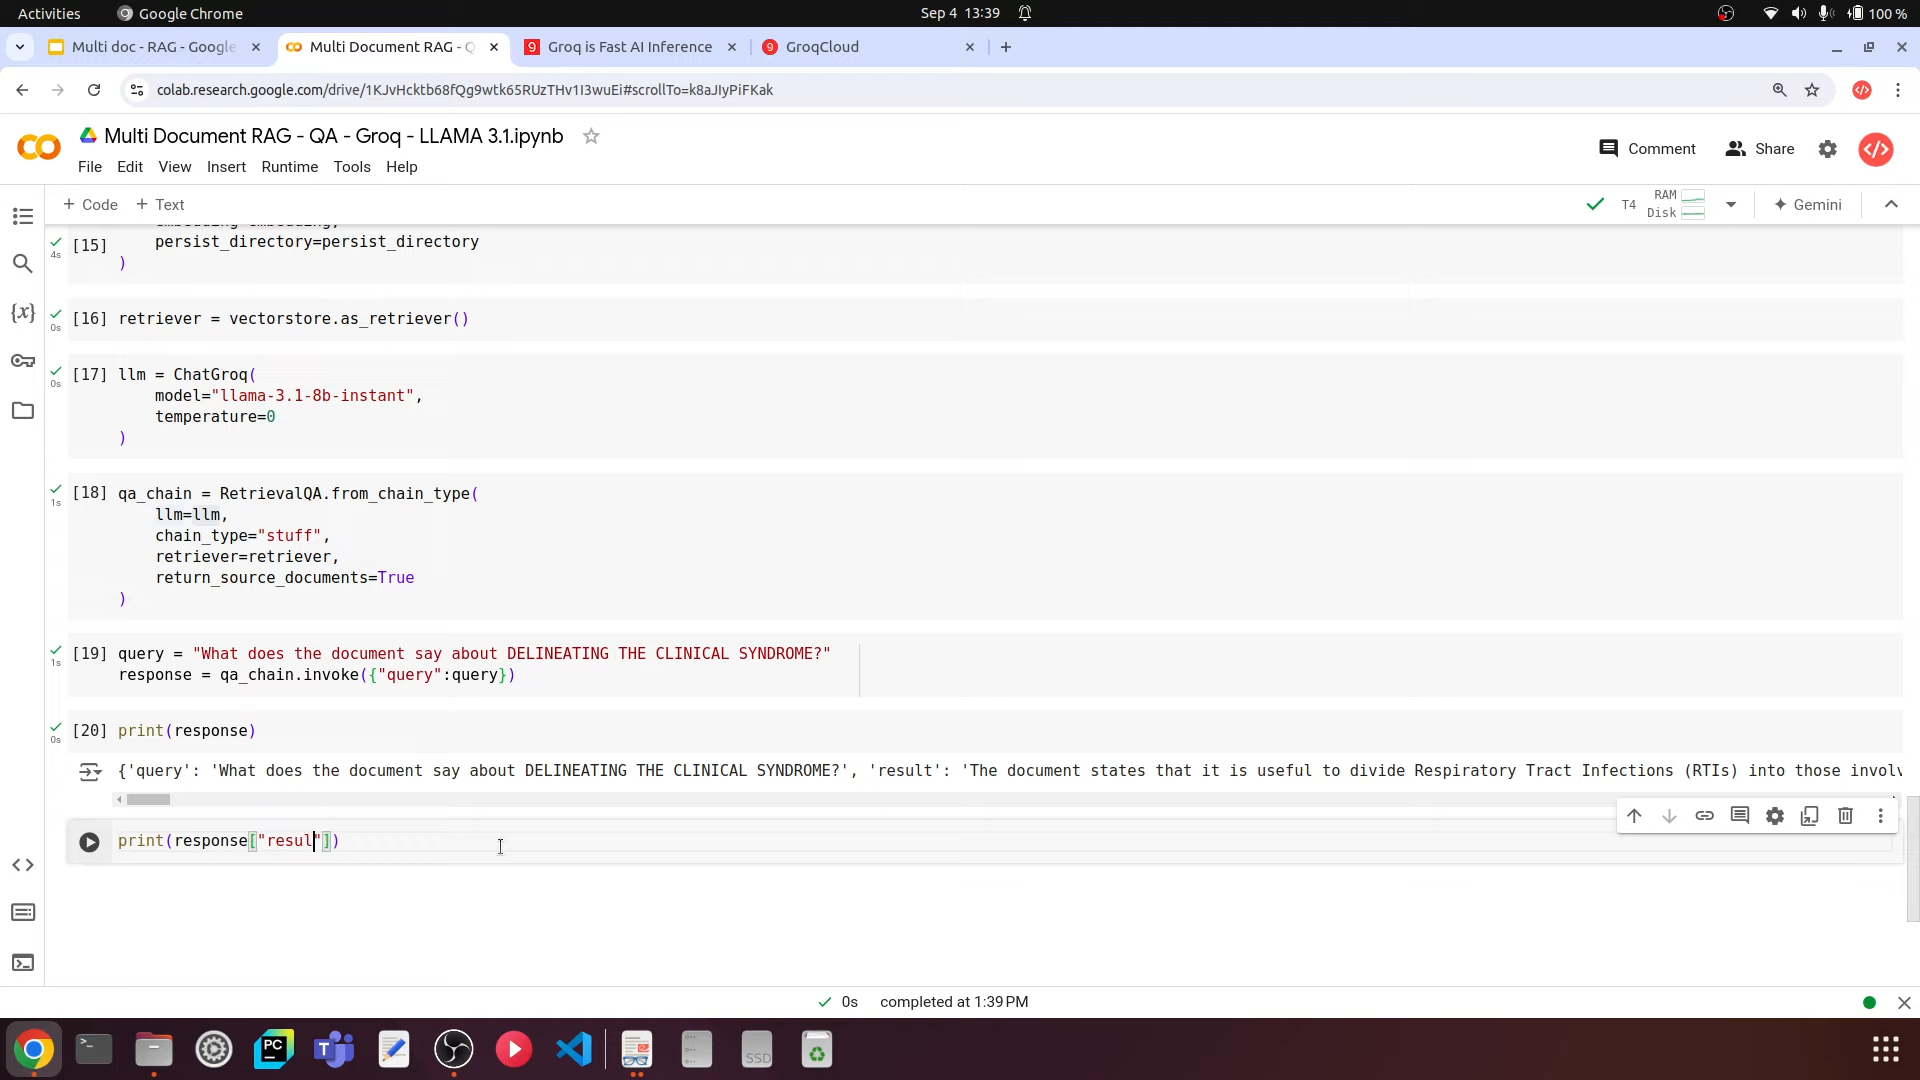 Activities
Google Chrome
Sep 4 13:39
100 %
Multi doc - RAG - Google
Multi Document RAG - Q
Groq is Fast AI Inference
GroqCloud
colab.research.google.com/drive/1KJvHcktb68fQg9wtk65RUzTHv1I3wuEi#scrollTo=k8aJIyPiFKak
Multi Document RAG - QA - Groq - LLAMA 3.1.ipynb
Comment
Share
File Edit View Insert Runtime Tools Help
+ Code + Text
T4
RAM
Disk
Gemini
4s
[15]
persist_directory=persist_directory
)
0s
[16] retriever = vectorstore.as_retriever()
0s
[17] llm = ChatGroq(
model="llama-3.1-8b-instant",
temperature=0
)
1s
[18] qa_chain = RetrievalQA.from_chain_type(
llm=llm,
chain_type="stuff",
retriever=retriever,
return_source_documents=True
)
1s
[19] query = "What does the document say about DELINEATING THE CLINICAL SYNDROME?"
response = qa_chain.invoke({"query":query})
0s
[20] print(response)
{'query': 'What does the document say about DELINEATING THE CLINICAL SYNDROME?', 'result': 'The document states that it is useful to divide Respiratory Tract Infections (RTIs) into those involv
print(response["resul"])
0s completed at 1:39 PM
PC
SSD